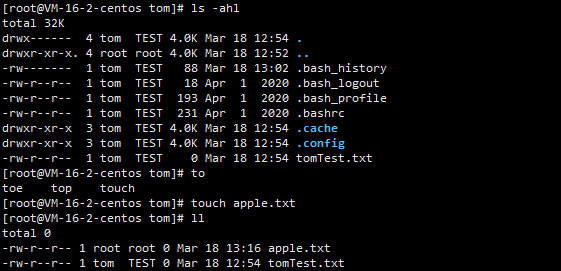 [root@VM-16-2-centos tom]# ls -ahl
total 32K
drwx------  4 tom  TEST 4.0K Mar 18 12:54 .
drwxr-xr-x. 4 root root 4.0K Mar 18 12:52 ..
-rw-------  1 tom  TEST   88 Mar 18 13:02 .bash_history
-rw-r--r--  1 tom  TEST   18 Apr  1  2020 .bash_logout
-rw-r--r--  1 tom  TEST  193 Apr  1  2020 .bash_profile
-rw-r--r--  1 tom  TEST  231 Apr  1  2020 .bashrc
drwxr-xr-x  3 tom  TEST 4.0K Mar 18 12:54 .cache
drwxr-xr-x  3 tom  TEST 4.0K Mar 18 12:54 .config
-rw-r--r--  1 tom  TEST    0 Mar 18 12:54 tomTest.txt
[root@VM-16-2-centos tom]# to
toe    top    touch
[root@VM-16-2-centos tom]# touch apple.txt
[root@VM-16-2-centos tom]# ll
total 0
-rw-r--r-- 1 root root 0 Mar 18 13:16 apple.txt
-rw-r--r-- 1 tom  TEST 0 Mar 18 12:54 tomTest.txt